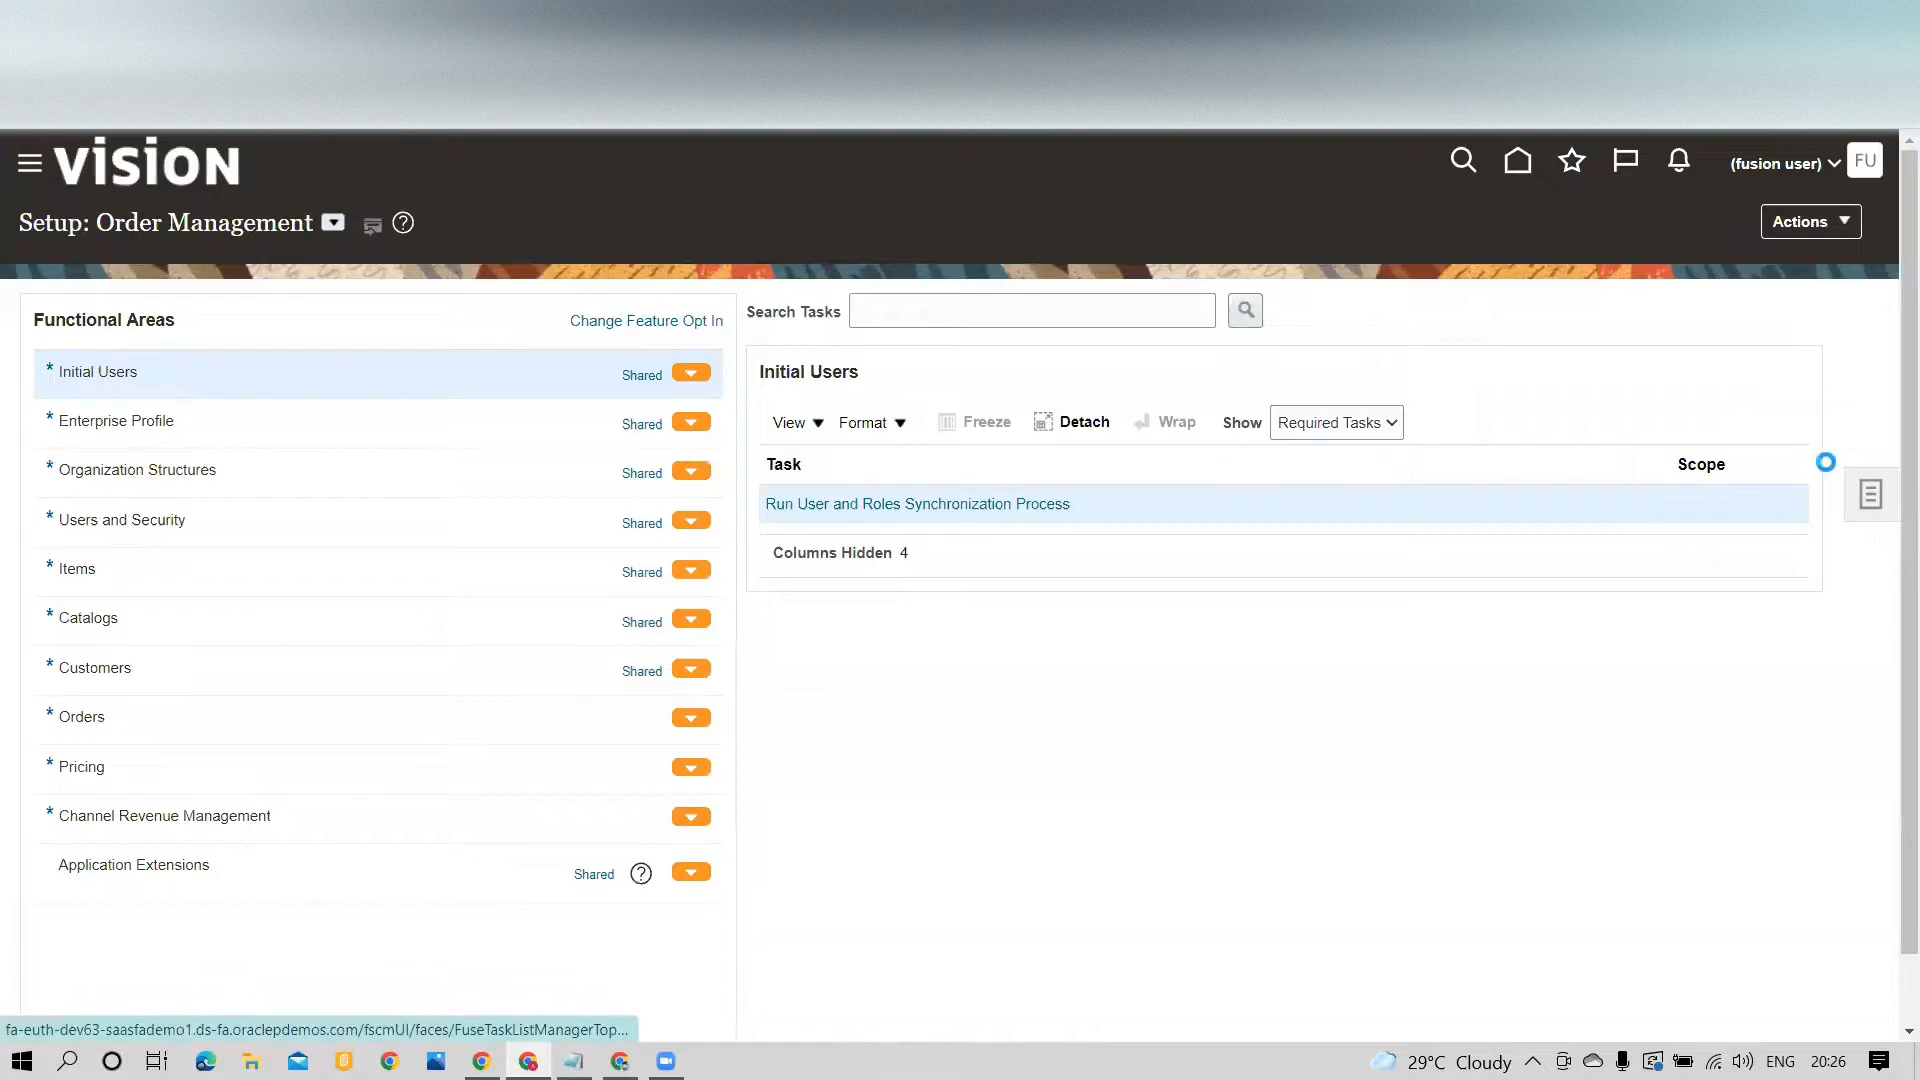 vision
(fusion user)
FU
Setup: Order Management
Actions
Functional Areas
Change Feature Opt In
* Initial Users Shared
* Enterprise Profile Shared
* Organization Structures Shared
* Users and Security Shared
* Items Shared
* Catalogs Shared
* Customers Shared
* Orders
* Pricing
* Channel Revenue Management
Application Extensions Shared ?
Search Tasks
Initial Users
View Format Freeze Detach Wrap Show Required Tasks
Task Scope
Run User and Roles Synchronization Process
Columns Hidden 4
fa-euth-dev63-saasfademo1.ds-fa.oraclepdemos.com/fscmUI/faces/FuseTaskListManagerTop...
29°C Cloudy
ENG
20:26